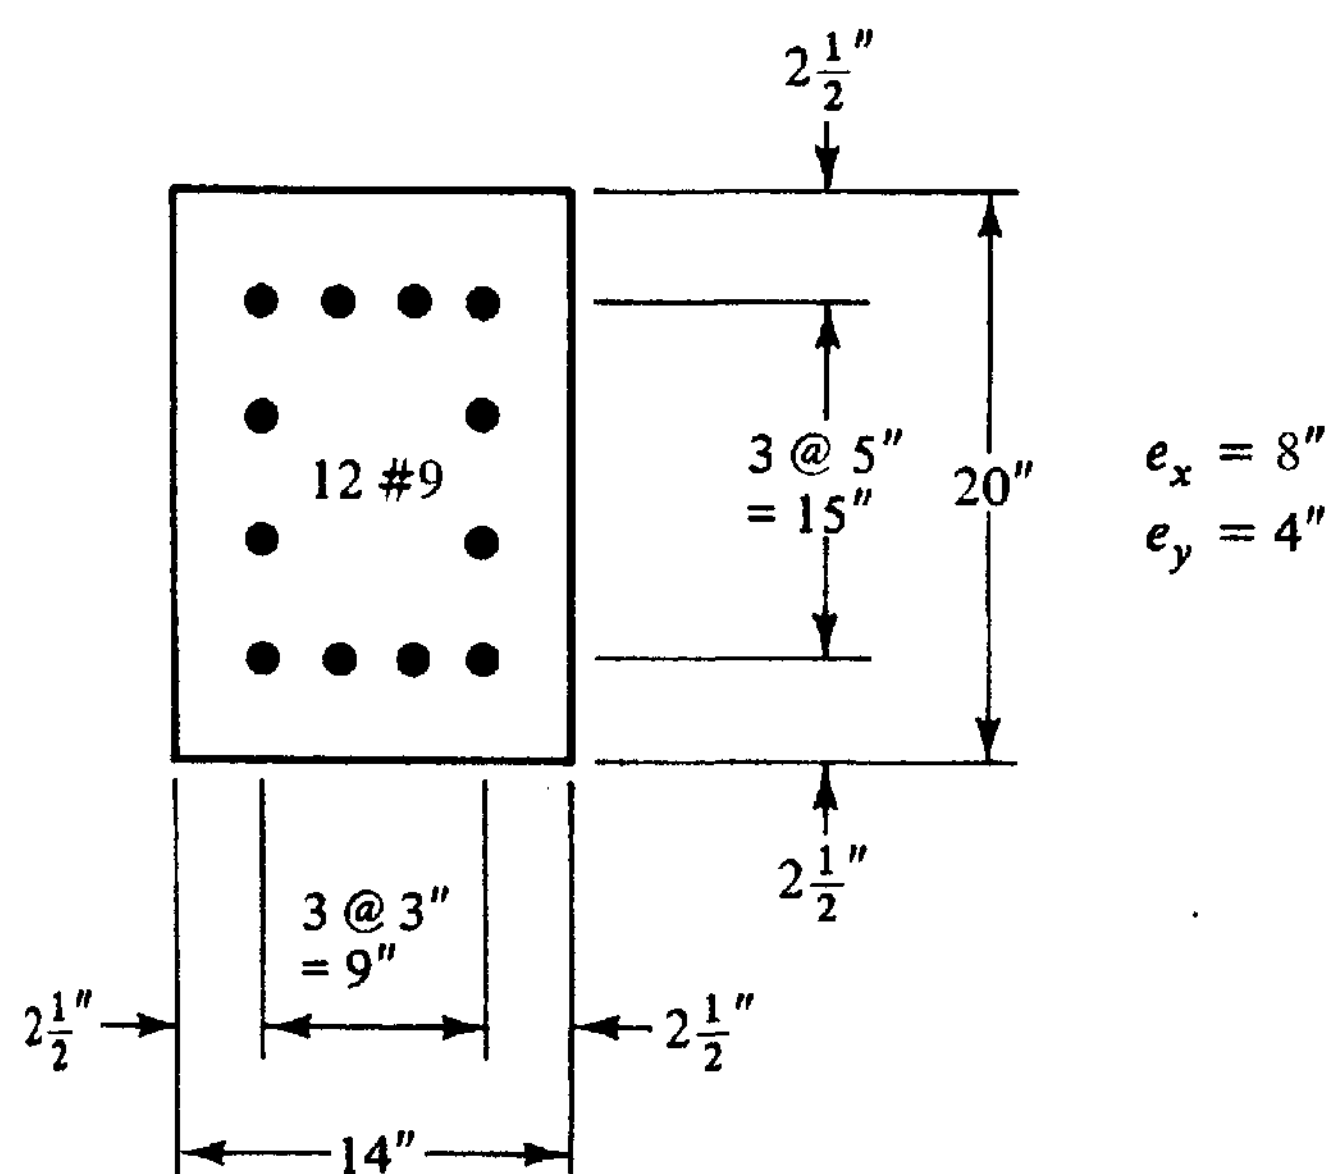 2 1/2"
12 #9
3 @ 5"
= 15"
20"
e_x = 8"
e_y = 4"
2 1/2"
3 @ 3"
= 9"
2 1/2"
2 1/2"
14"